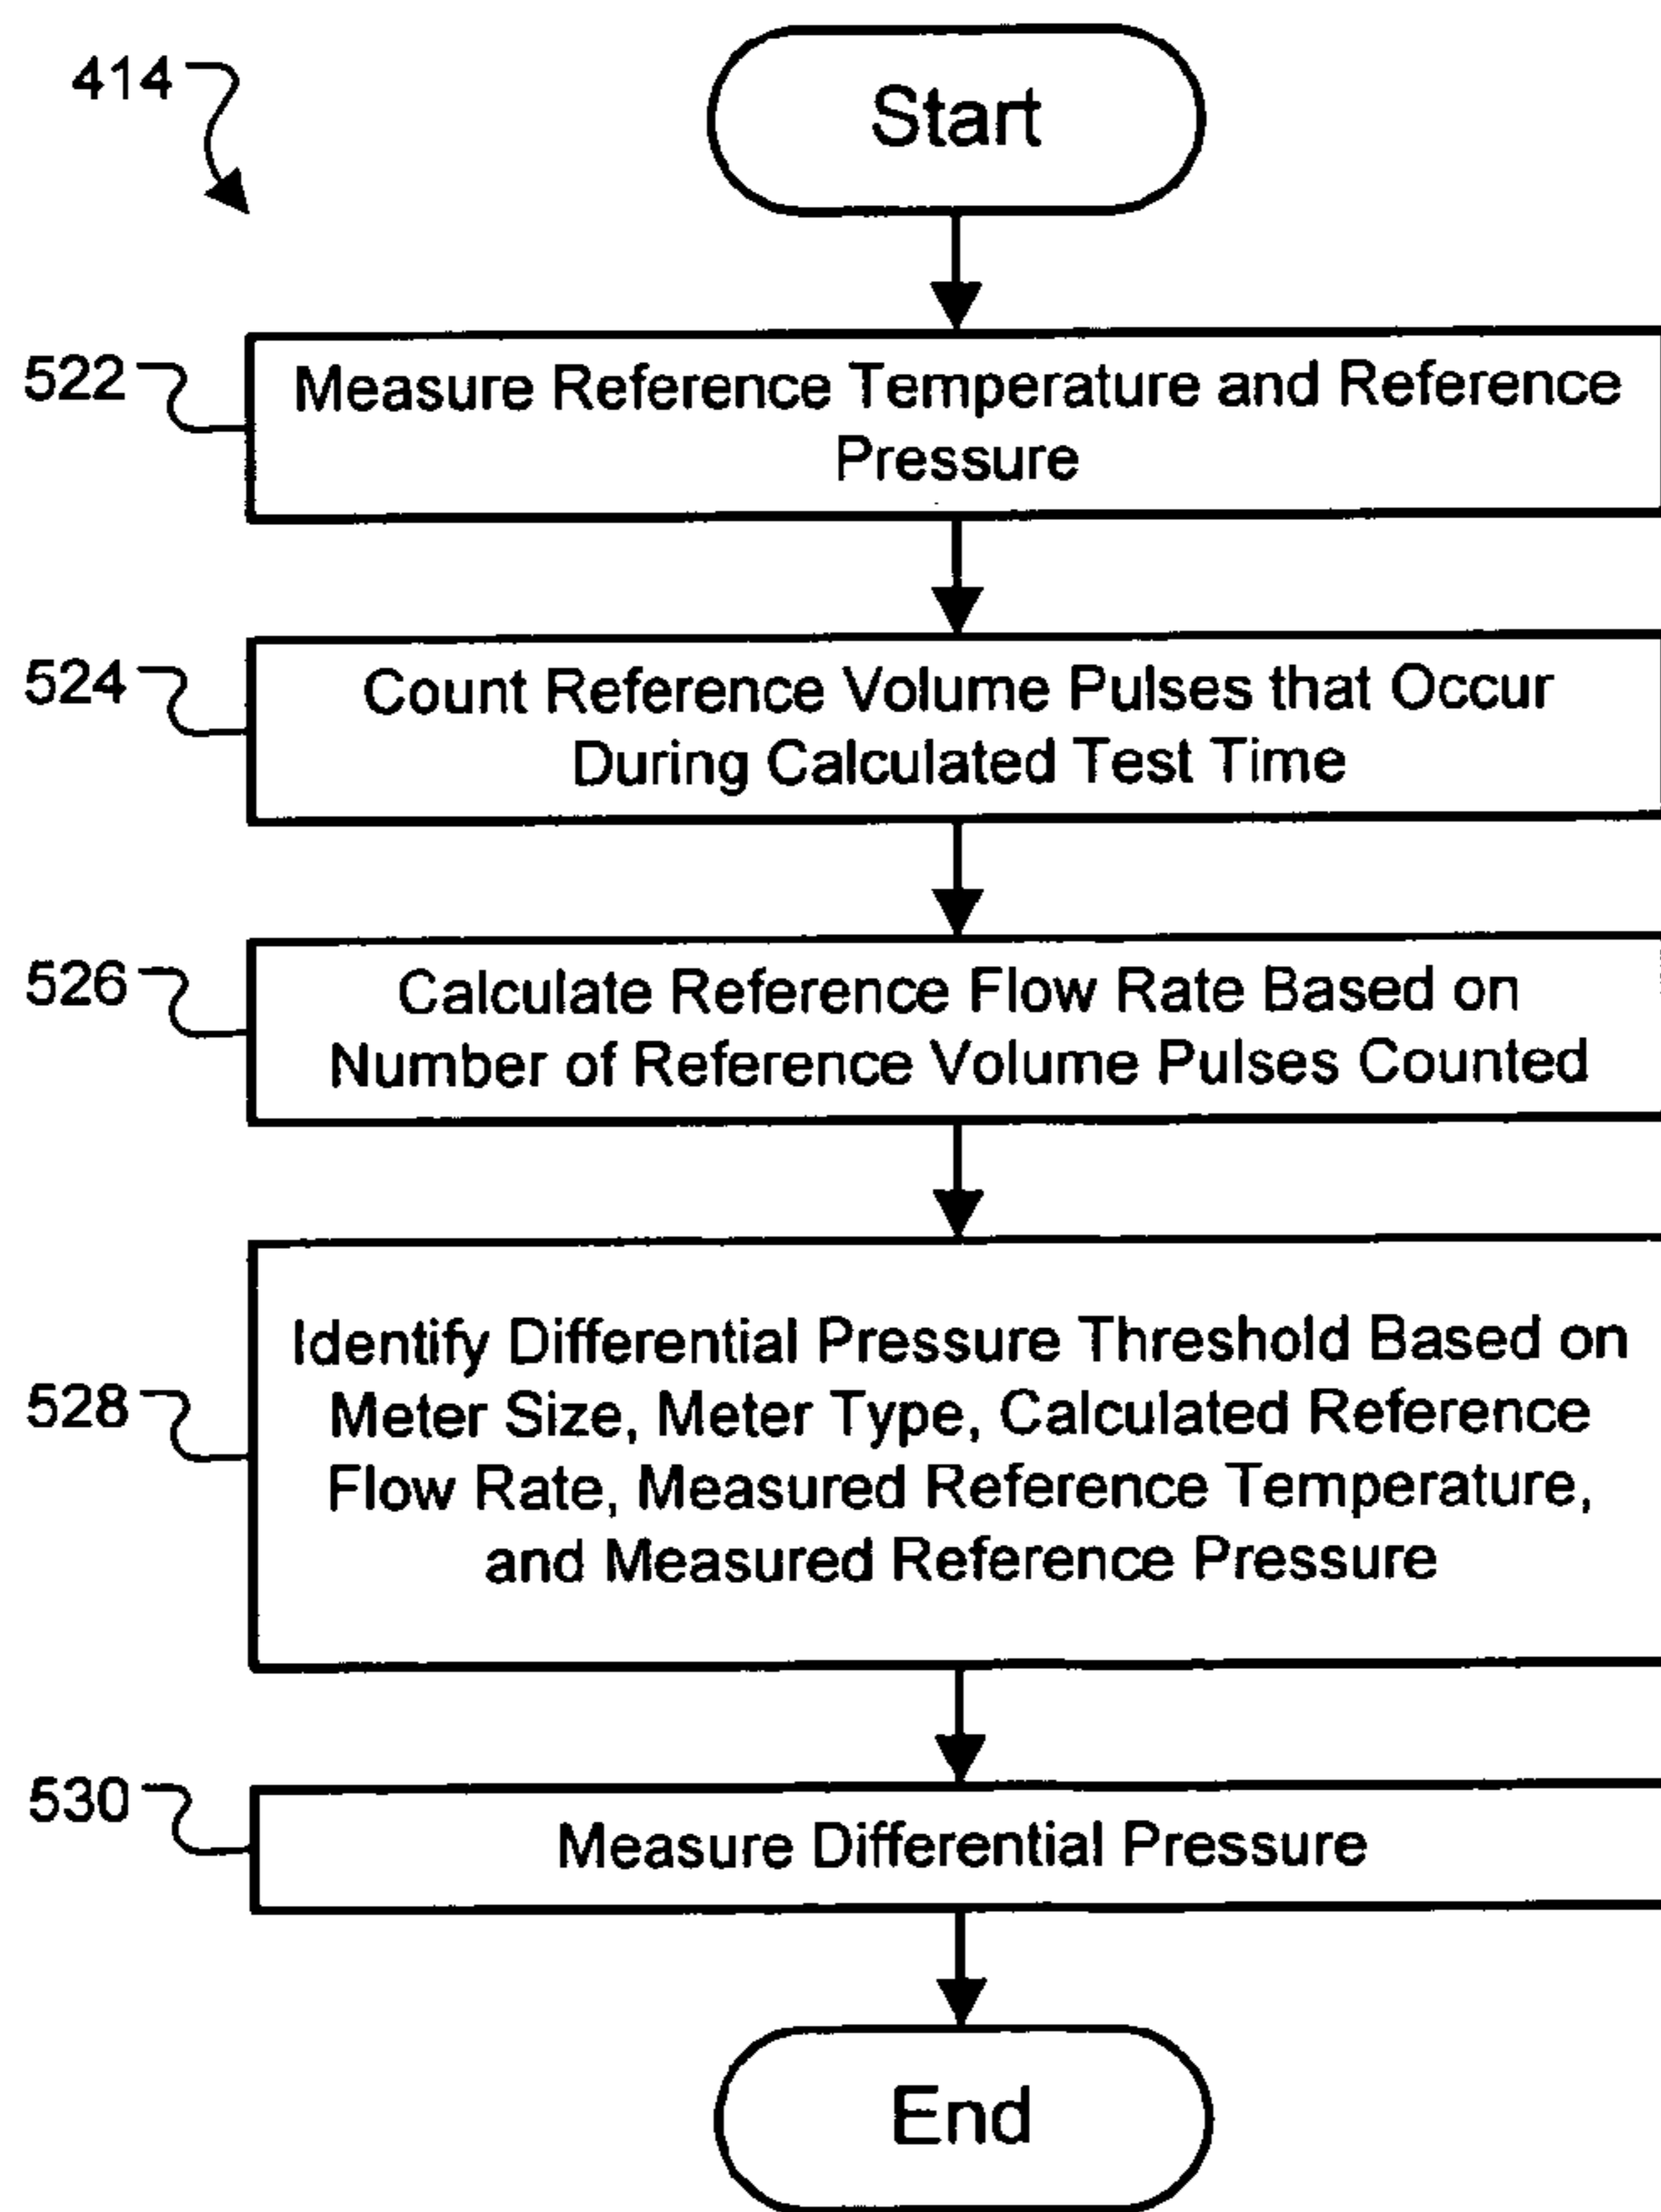 414
Start
522
Measure Reference Temperature and Reference
Pressure
524
Count Reference Volume Pulses that Occur
During Calculated Test Time
526
Calculate Reference Flow Rate Based on
Number of Reference Volume Pulses Counted
528
Identify Differential Pressure Threshold Based on
Meter Size, Meter Type, Calculated Reference
Flow Rate, Measured Reference Temperature,
and Measured Reference Pressure
530
Measure Differential Pressure
End